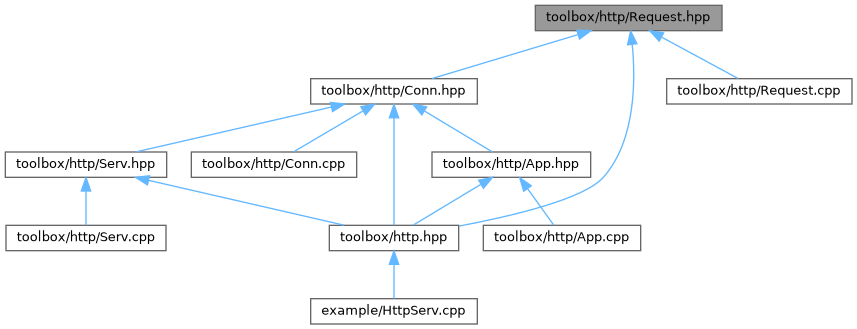 toolbox/http/Request.hpp
toolbox/http/Conn.hpp
toolbox/http/Request.cpp
toolbox/http/Serv.hpp
toolbox/http/Conn.cpp
toolbox/http/App.hpp
toolbox/http/Serv.cpp
toolbox/http.hpp
toolbox/http/App.cpp
example/HttpServ.cpp